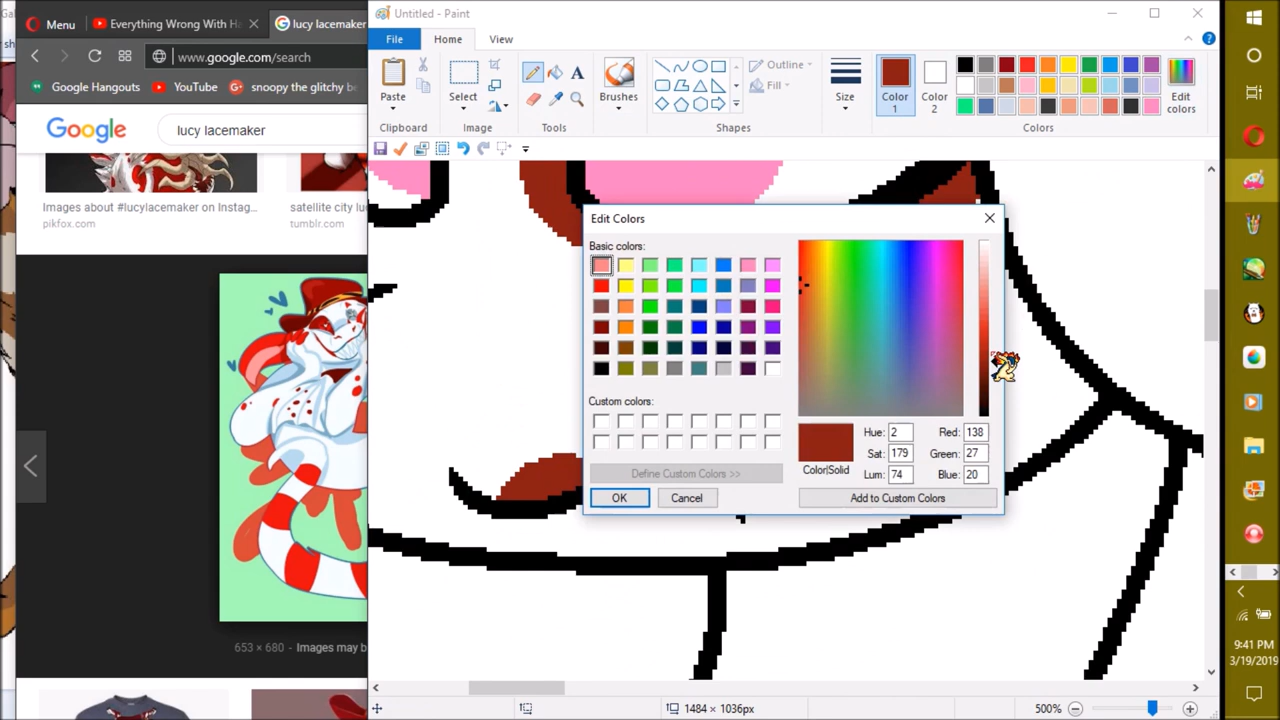 Menu
Everything Wrong With Ha
lucy lacemaker
www.google.com/search
Google Hangouts
YouTube
snoopy the glitchy be
Google
lucy lacemaker
Images about #lucylacemaker on Instag...
pikfox.com
satellite city lu
tumblr.com
653 × 680 - Images may b
Untitled - Paint
File
Home
View
Paste
Select
Brushes
Outline
Fill
Size
Color
1
Color
2
Edit
colors
Clipboard
Image
Tools
Shapes
Colors
Edit Colors
Basic colors:
Custom colors:
Define Custom Colors >>
OK
Cancel
Color|Solid
Hue: 2
Sat: 179
Lum: 74
Red: 138
Green: 27
Blue: 20
Add to Custom Colors
1484 × 1036px
500%
9:41 PM
3/19/2019